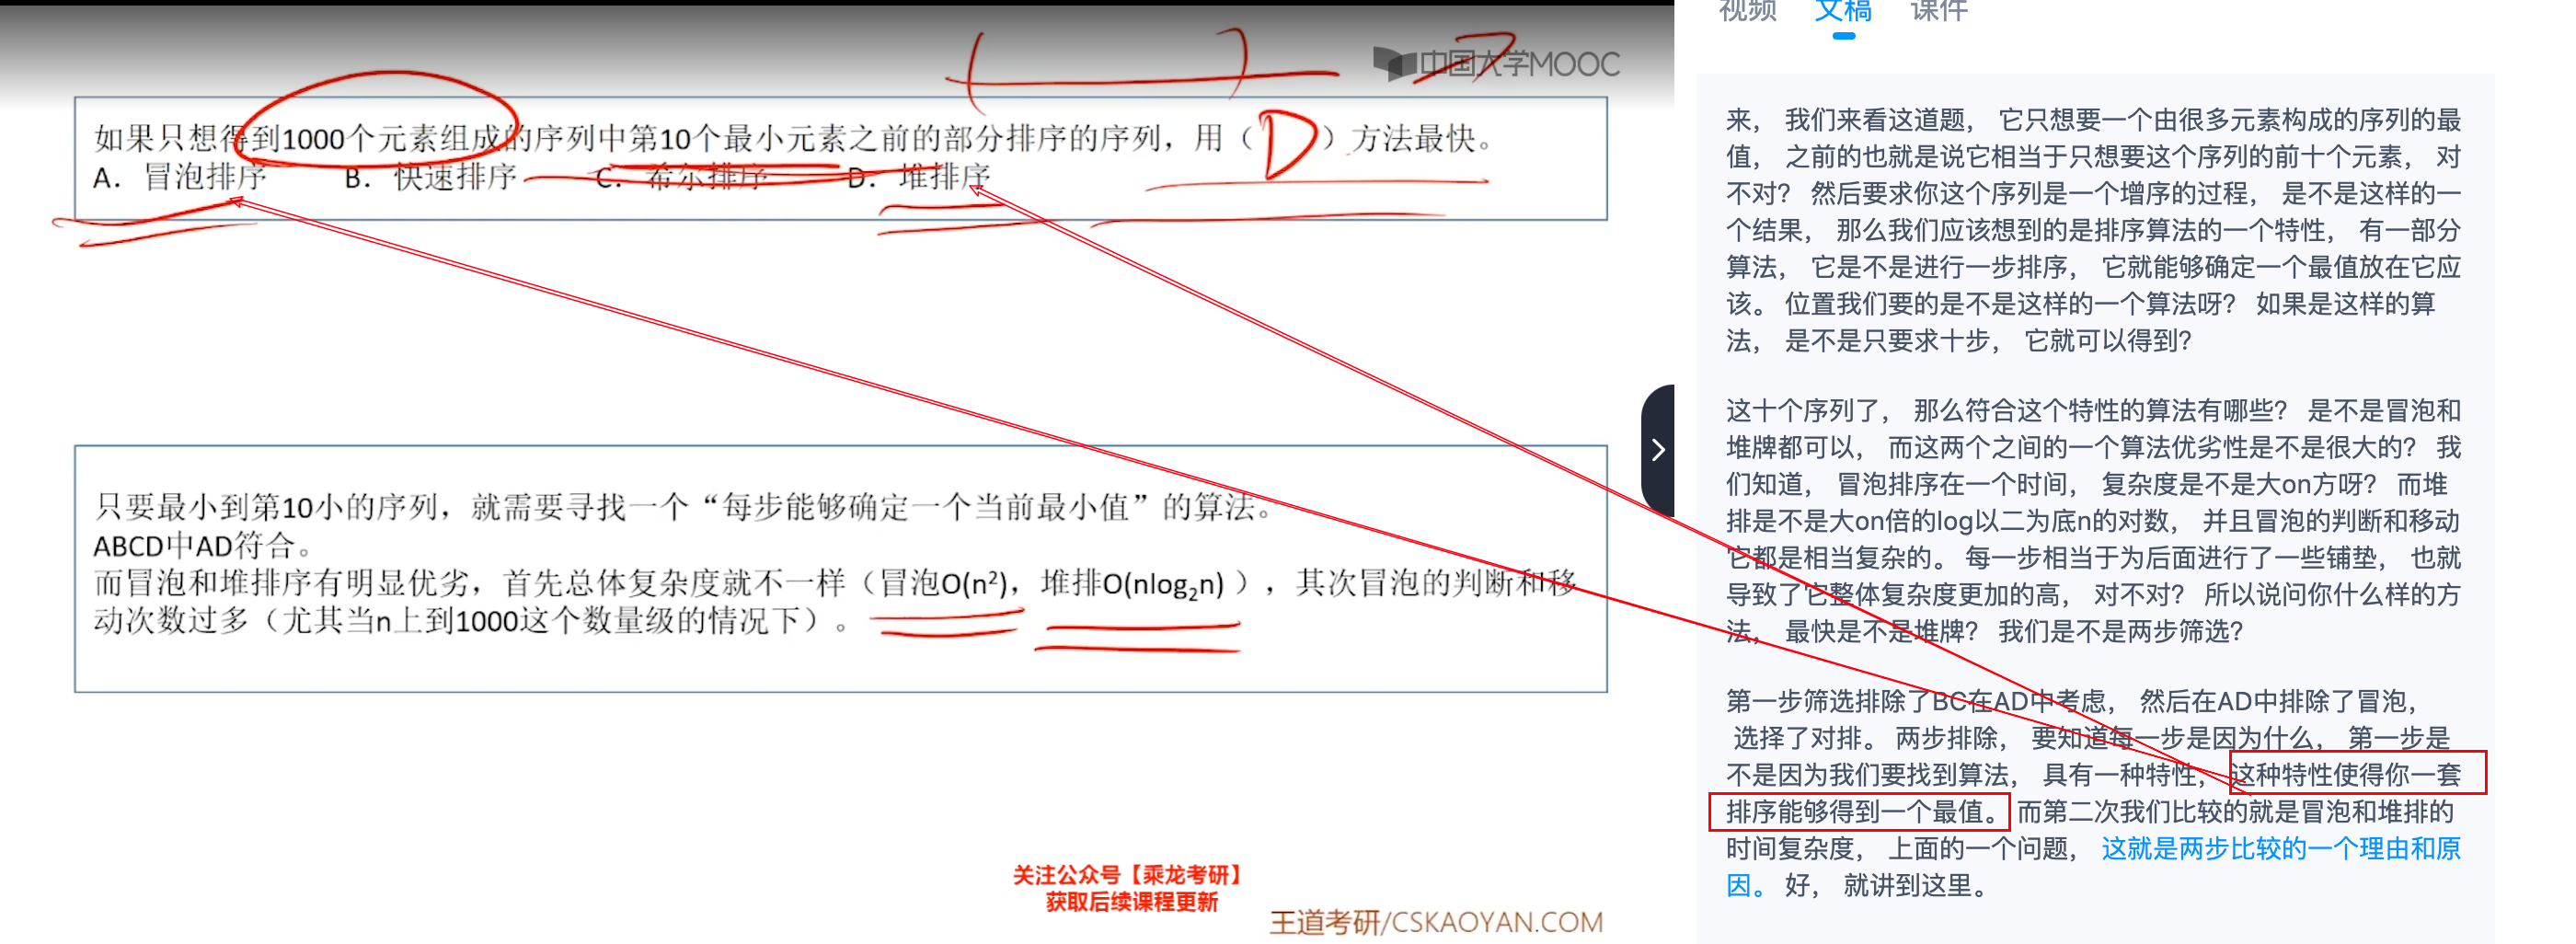 中国大学MOOC
如果只想得到1000个元素组成的序列中第10个最小元素之前的部分排序的序列，用（D）方法最快。
A．冒泡排序 B．快速排序 C．希尔排序 D．堆排序
只要最小到第10小的序列，就需要寻找一个“每步能够确定一个当前最小值”的算法。
ABCD中AD符合。
而冒泡和堆排序有明显优劣，首先总体复杂度就不一样（冒泡O(n²)，堆排O(nlog₂n)），其次冒泡的判断和移
动次数过多（尤其当n上到1000这个数量级的情况下）。
关注公众号【乘龙考研】
获取后续课程更新
王道考研/CSKAOYAN.COM
视频 文稿 课件
来， 我们来看这道题， 它只想要一个由很多元素构成的序列的最
值， 之前的也就是说它相当于只想要这个序列的前十个元素， 对
不对？ 然后要求你这个序列是一个增序的过程， 是不是这样的一
个结果， 那么我们应该想到的是排序算法的一个特性， 有一部分
算法， 它是不是进行一步排序， 它就能够确定一个最值放在它应
该。 位置我们要的是不是这样的一个算法呀？ 如果是这样的算
法， 是不是只要求十步， 它就可以得到？
这十个序列了， 那么符合这个特性的算法有哪些？ 是不是冒泡和
堆牌都可以， 而这两个之间的一个算法优劣性是不是很大的？ 我
们知道， 冒泡排序在一个时间， 复杂度是不是大on方呀？ 而堆
排是不是大on倍的log以二为底n的对数， 并且冒泡的判断和移动
它都是相当复杂的。 每一步相当于为后面进行了一些铺垫， 也就
导致了它整体复杂度更加的高， 对不对？ 所以说问你什么样的方
法， 最快是不是堆牌？ 我们是不是两步筛选？
第一步筛选排除了BC在AD中考虑， 然后在AD中排除了冒泡，
选择了对排。 两步排除， 要知道每一步是因为什么， 第一步是
不是因为我们要找到算法， 具有一种特性， 这种特性使得你一套
排序能够得到一个最值。 而第二次我们比较的就是冒泡和堆排的
时间复杂度， 上面的一个问题， 这就是两步比较的一个理由和原
因。 好， 就讲到这里。